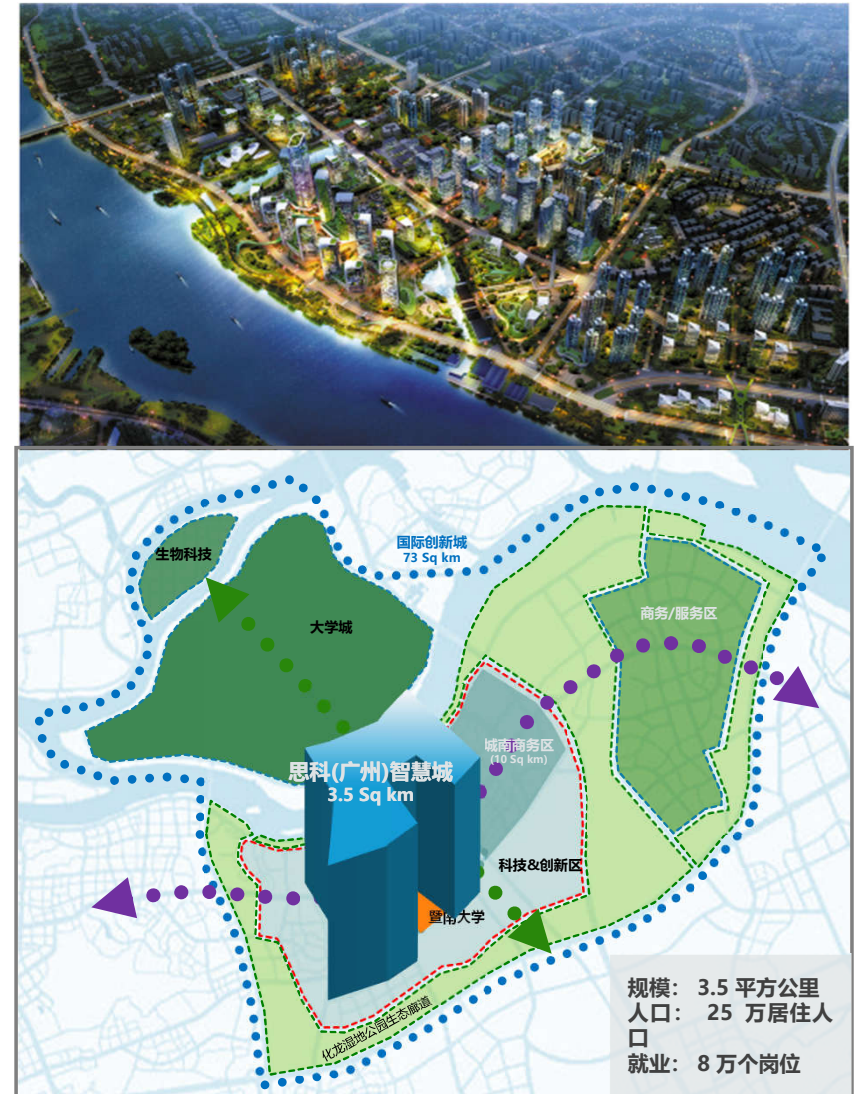 国际创新城
73 Sq km
生物科技
商务/服务区
大学城
城南商务区
(10 Sq km)
思科(广州)智慧城
3.5 Sq km
科技&创新区
暨南大学
化龙湿地公园生态廊道
规模： 3.5 平方公里
人口： 25 万居住人
口
就业： 8 万个岗位